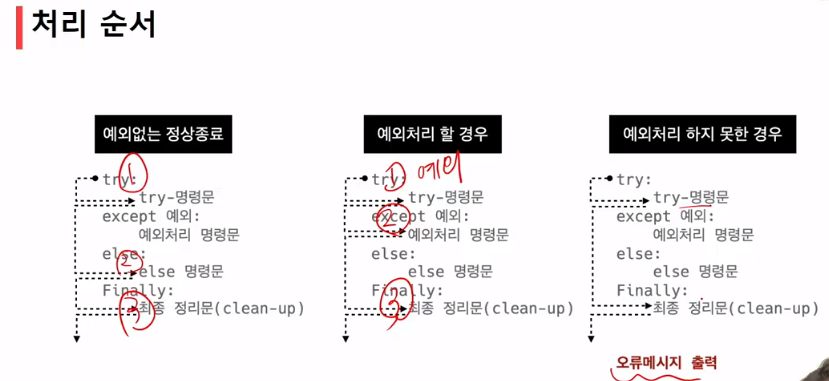 처리 순서
예외없는 정상종료
try:
try-명령문
except 예외:
예외처리 명령문
else:
else 명령문
Finally:
최종 정리문(clean-up)
1
2
3
예외처리 할 경우
try:
try-명령문
except 예외:
예외처리 명령문
else:
else 명령문
Finally:
최종 정리문(clean-up)
① 예외
2
3
예외처리 하지 못한 경우
try:
try-명령문
except 예외:
예외처리 명령문
else:
else 명령문
Finally:
최종 정리문(clean-up)
오류메시지 출력